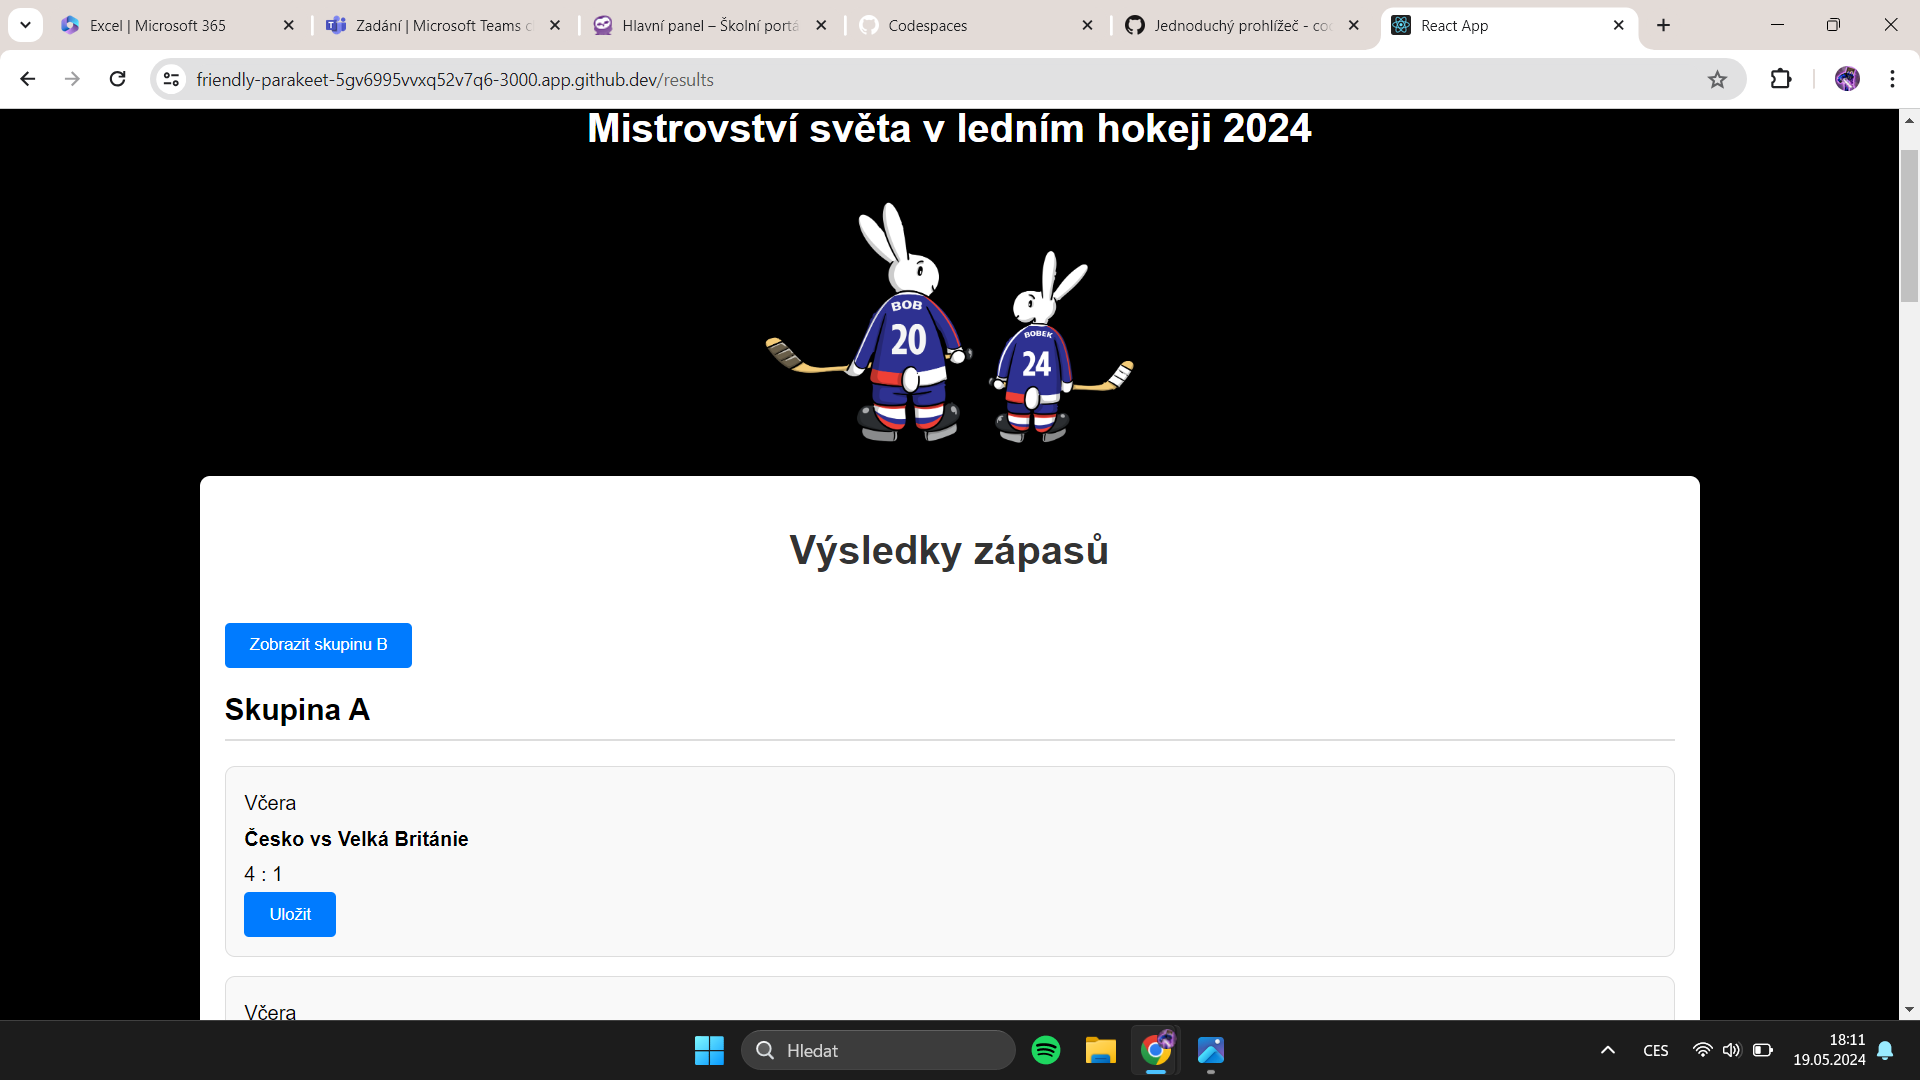 Excel | Microsoft 365
Zadání | Microsoft Teams
Hlavní panel – Školní portá
Codespaces
Jednoduchý prohlížeč - co
React App
friendly-parakeet-5gv6995vvxq52v7q6-3000.app.github.dev/results
Mistrovství světa v ledním hokeji 2024
BOB
20
BOBEK
24
Výsledky zápasů
Zobrazit skupinu B
Skupina A
Včera
Česko vs Velká Británie
4 : 1
Uložit
Včera
Hledat
CES
18:11
19.05.2024